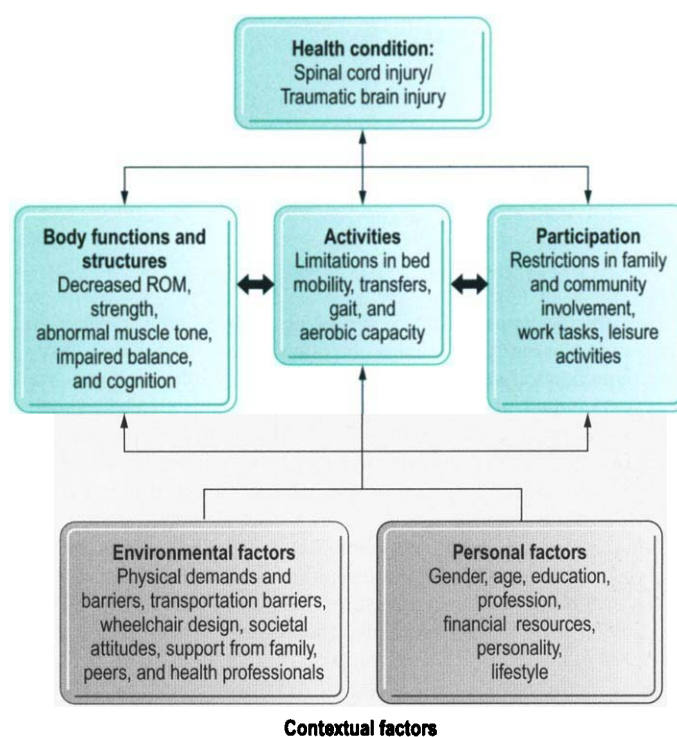 Health condition:
Spinal cord injury/
Traumatic brain injury
Body functions and
structures
Decreased ROM,
strength,
abnormal muscle tone,
impaired balance,
and cognition
Activities
Limitations in bed
mobility, transfers,
gait, and
aerobic capacity
Participation
Restrictions in family
and community
involvement,
work tasks, leisure
activities
Environmental factors
Physical demands and
barriers, transportation barriers,
wheelchair design, societal
attitudes, support from family,
peers, and health professionals
Personal factors
Gender, age, education,
profession,
financial resources,
personality,
lifestyle
Contextual factors